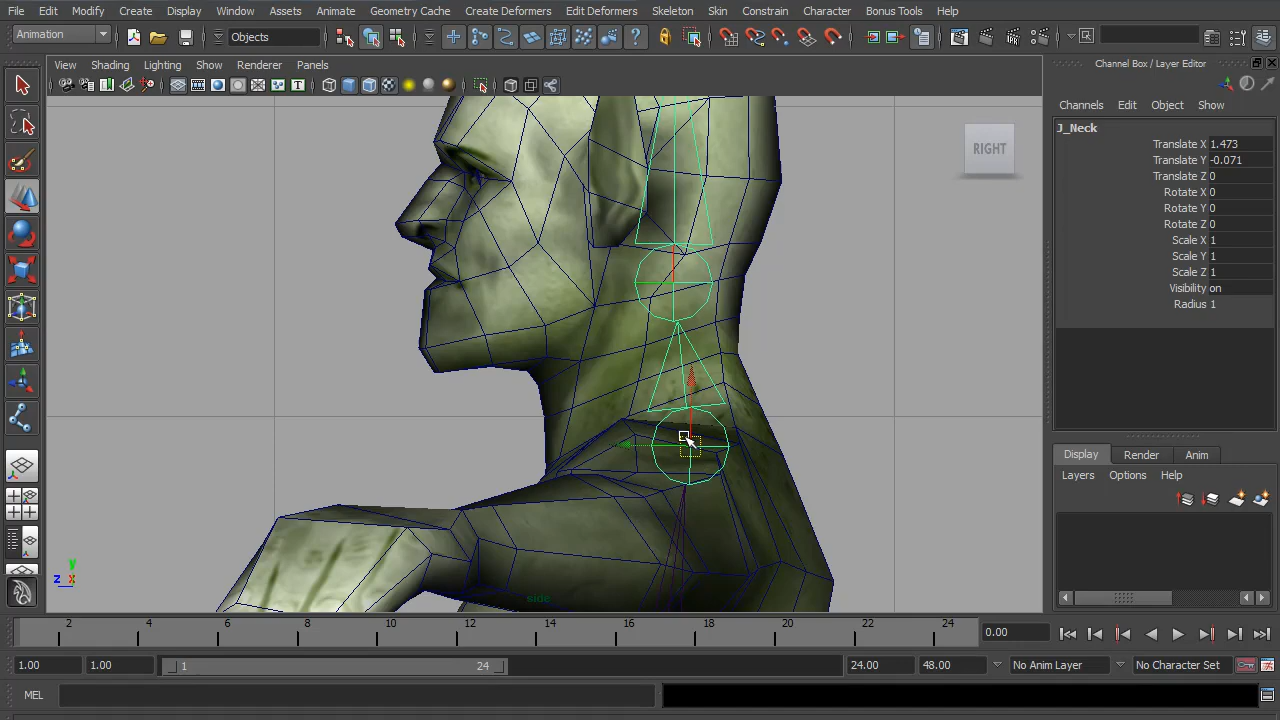 File Edit Modify Create Display Window Assets Animate Geometry Cache Create Deformers Edit Deformers Skeleton Skin Constrain Character Bonus Tools Help
Animation Objects
View Shading Lighting Show Renderer Panels
Channel Box / Layer Editor
Channels Edit Object Show
J_Neck
Translate X 1.473
Translate Y -0.071
Translate Z 0
Rotate X 0
Rotate Y 0
Rotate Z 0
Scale X 1
Scale Y 1
Scale Z 1
Visibility on
Radius 1
RIGHT
Display Render Anim
Layers Options Help
y
z x
side
2 4 6 8 10 12 14 16 18 20 22 24
0.00
1.00 1.00 1 24 24.00 48.00 No Anim Layer No Character Set
MEL